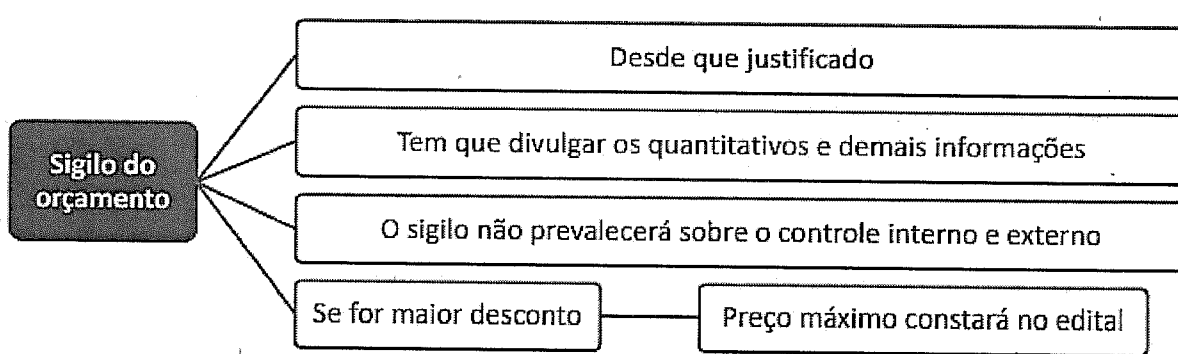 Sigilo do
orçamento
Desde que justificado
Tem que divulgar os quantitativos e demais informações
O sigilo não prevalecerá sobre o controle interno e externo
Se for maior desconto
Preço máximo constará no edital